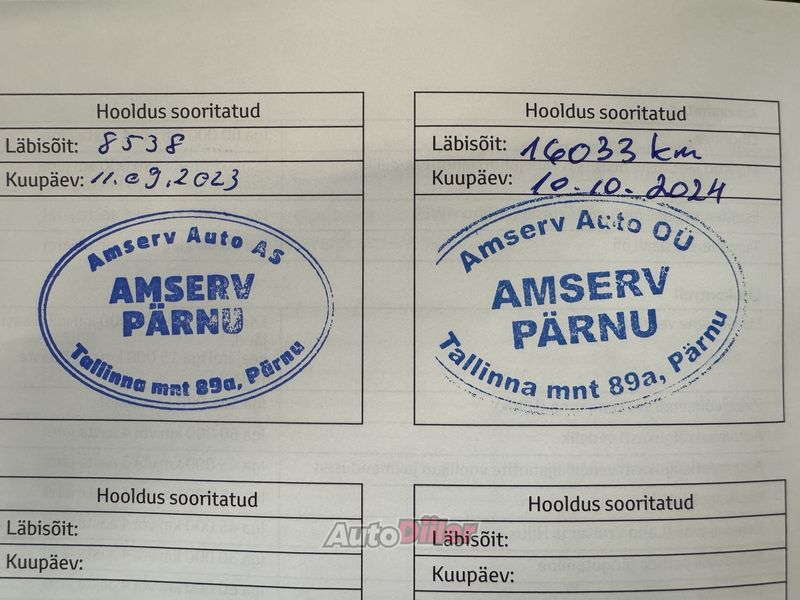 Hooldus sooritatud
Läbisõit: 8538
Kuupäev: 11.09.2023
Amserv Auto AS
AMSERV
PÄRNU
Tallinna mnt 89a, Pärnu
Hooldus sooritatud
Läbisõit: 16033 km
Kuupäev: 10.10.2024
Amserv Auto OÜ
AMSERV
PÄRNU
Tallinna mnt 89a, Pärnu
Hooldus sooritatud
Läbisõit:
Kuupäev:
Hooldus sooritatud
Läbisõit:
Kuupäev:
AutoDiiler